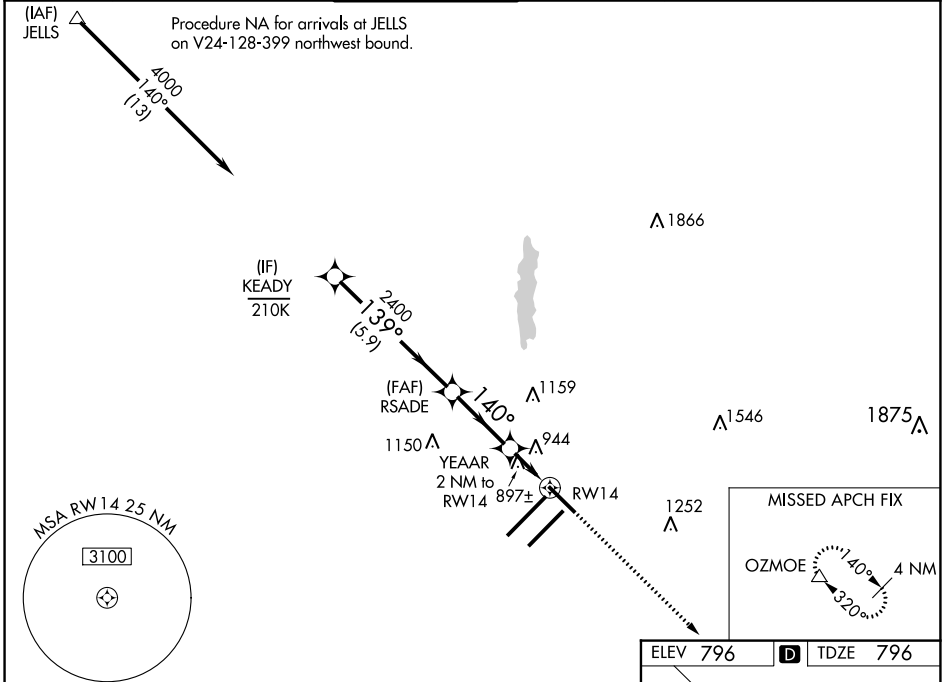 (IAF)
JELLS
Procedure NA for arrivals at JELLS
on V24-128-399 northwest bound.
4000
140°
(13)
1866
(IF)
KEADY
210K
2400
139°
(5.9)
(FAF)
RSADE
140°
1159
1546
1875
1150
944
YEAAR
2 NM to
RW14
897±
RW14
1252
MISSED APCH FIX
OZMOE
140°
4 NM
320°
MSA RW14 25 NM
3100
ELEV 796
D
TDZE 796